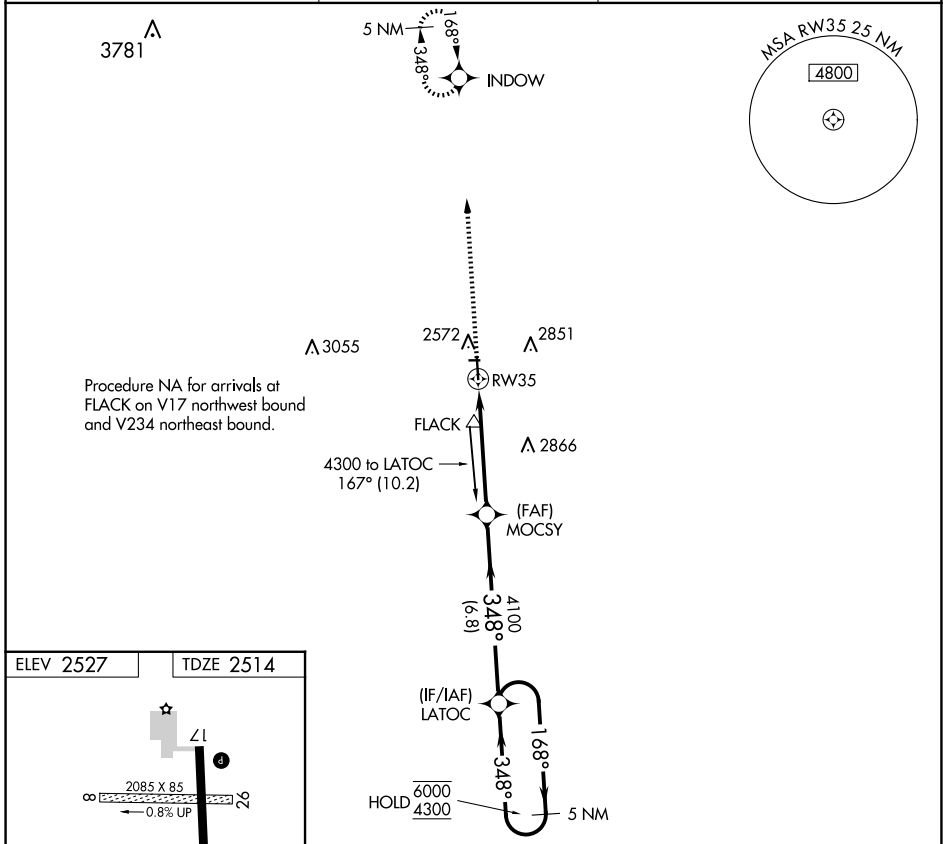 3781
5 NM
168°
348°
INDOW
MSA RW35 25 NM
4800
3055
2572
2851
RW35
Procedure NA for arrivals at
FLACK on V17 northwest bound
and V234 northeast bound.
FLACK
2866
4300 to LATOC
167° (10.2)
(FAF)
MOCSY
4100
348°
(6.8)
(IF/IAF)
LATOC
168°
348°
HOLD
6000
4300
5 NM
ELEV 2527
TDZE 2514
17
P
2085 X 85
8
26
0.8% UP